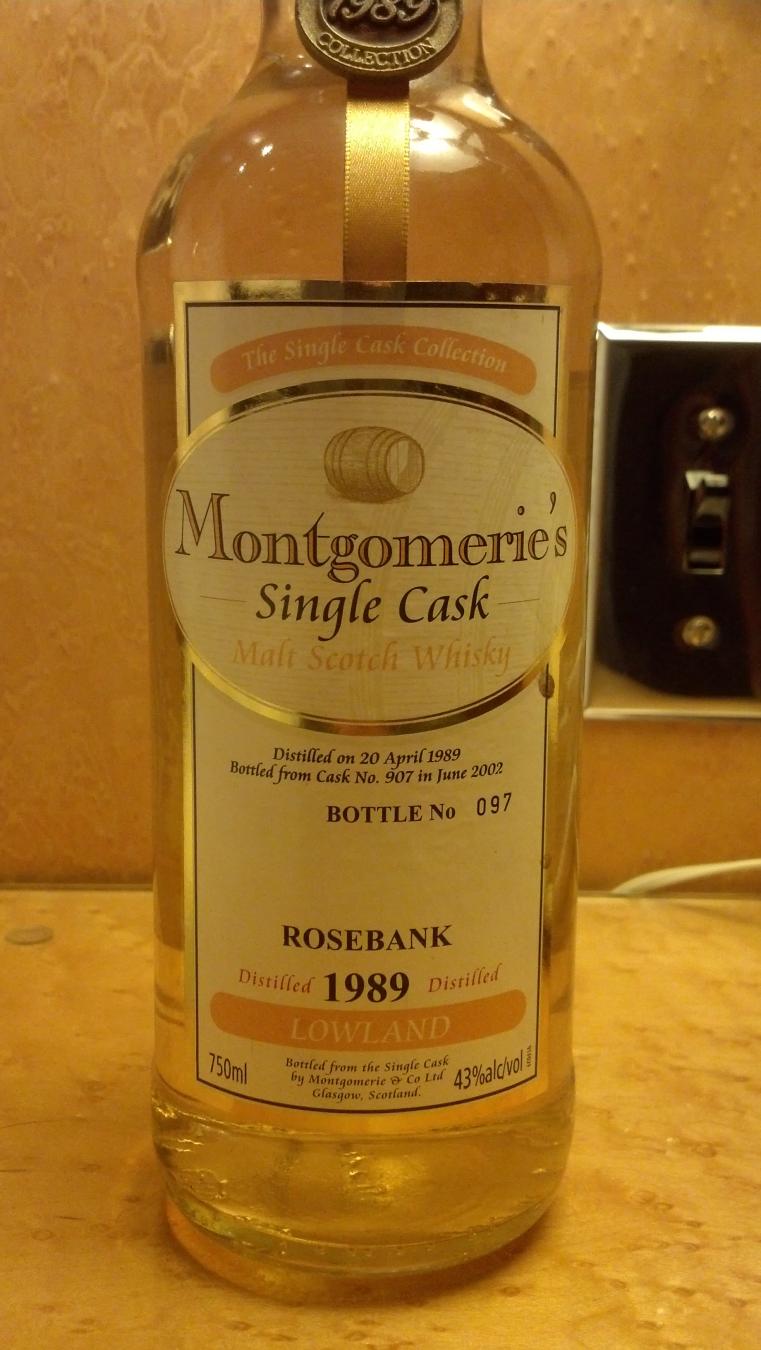 1989
COLLECTION
The Single Cask Collection
Montgomerie's
Single Cask
Malt Scotch Whisky
Distilled on 20 April 1989
Bottled from Cask No. 907 in June 2002
BOTTLE No 097
ROSEBANK
Distilled 1989 Distilled
LOWLAND
750ml
Bottled from the Single Cask
by Montgomerie & Co Ltd
Glasgow, Scotland.
43%alc/vol